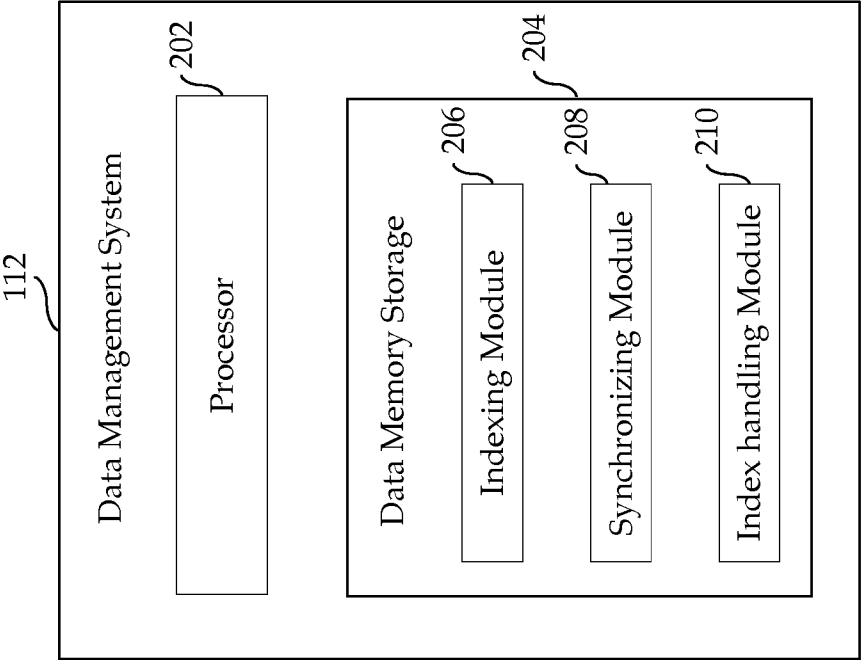 112
Data Management System
202
Processor
204
Data Memory Storage
206
Indexing Module
208
Synchronizing Module
210
Index handling Module